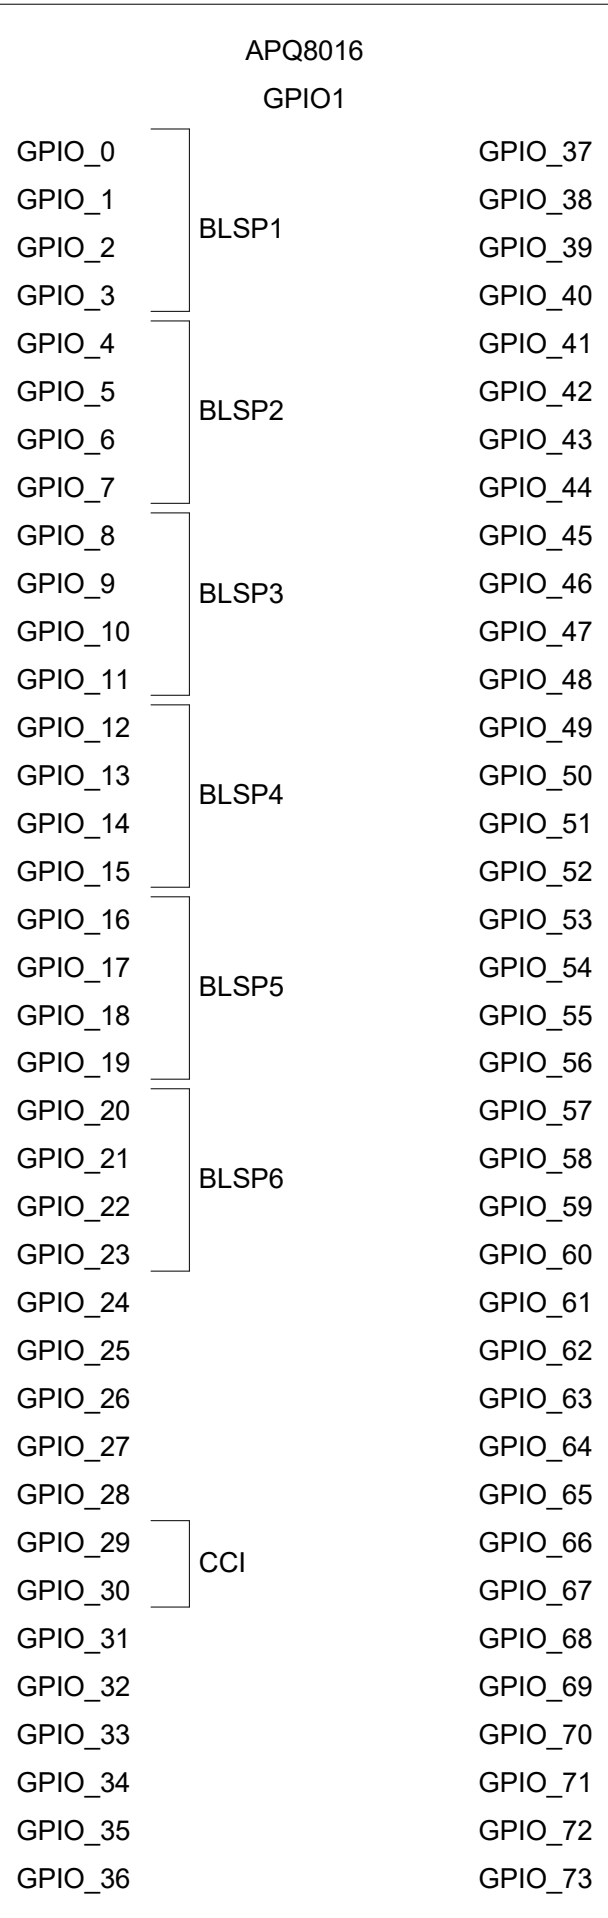 APQ8016
GPIO1
GPIO_0 GPIO_37
GPIO_1 GPIO_38
BLSP1
GPIO_2 GPIO_39
GPIO_3 GPIO_40
GPIO_4 GPIO_41
GPIO_5 GPIO_42
BLSP2
GPIO_6 GPIO_43
GPIO_7 GPIO_44
GPIO_8 GPIO_45
GPIO_9 GPIO_46
BLSP3
GPIO_10 GPIO_47
GPIO_11 GPIO_48
GPIO_12 GPIO_49
GPIO_13 GPIO_50
BLSP4
GPIO_14 GPIO_51
GPIO_15 GPIO_52
GPIO_16 GPIO_53
GPIO_17 GPIO_54
BLSP5
GPIO_18 GPIO_55
GPIO_19 GPIO_56
GPIO_20 GPIO_57
GPIO_21 GPIO_58
BLSP6
GPIO_22 GPIO_59
GPIO_23 GPIO_60
GPIO_24 GPIO_61
GPIO_25 GPIO_62
GPIO_26 GPIO_63
GPIO_27 GPIO_64
GPIO_28 GPIO_65
GPIO_29 GPIO_66
CCI
GPIO_30 GPIO_67
GPIO_31 GPIO_68
GPIO_32 GPIO_69
GPIO_33 GPIO_70
GPIO_34 GPIO_71
GPIO_35 GPIO_72
GPIO_36 GPIO_73